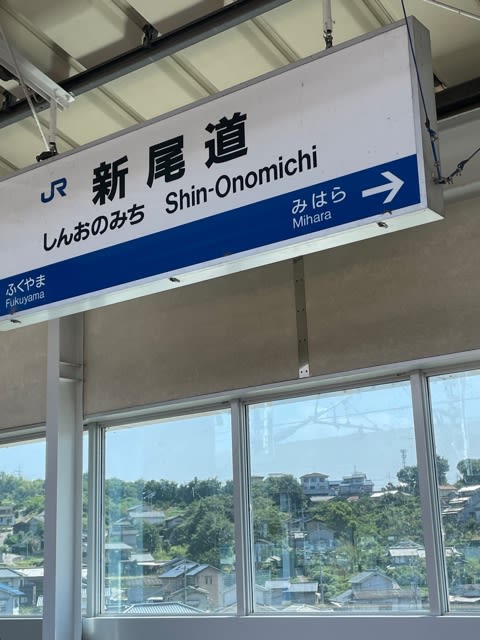 JR 新尾道
しんおのみち Shin-Onomichi
みはら →
Mihara
ふくやま
Fukuyama